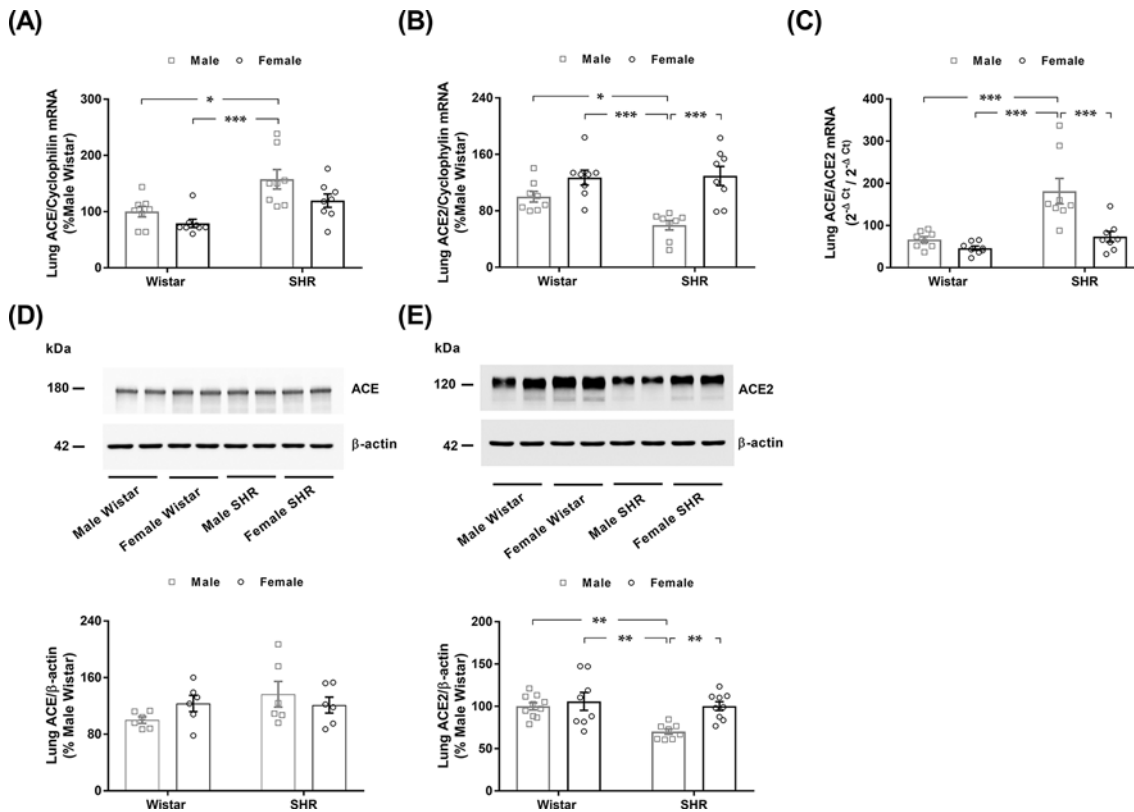 (A)
Male Female
Lung ACE/Cyclophilin mRNA
(%Male Wistar)
300
200
100
0
*
***
Wistar SHR
(B)
Male Female
Lung ACE2/Cyclophylin mRNA
(%Male Wistar)
240
160
80
0
*
*** ***
Wistar SHR
(C)
Male Female
Lung ACE/ACE2 mRNA
(2^-Δ Ct / 2^-Δ Ct)
400
300
200
100
0
***
*** ***
Wistar SHR
(D)
kDa
180 ACE
42 β-actin
Male Wistar
Female Wistar
Male SHR
Female SHR
Male Female
Lung ACE/β-actin
(% Male Wistar)
240
160
80
0
Wistar SHR
(E)
kDa
120 ACE2
42 β-actin
Male Wistar
Female Wistar
Male SHR
Female SHR
Male Female
Lung ACE2/β-actin
(% Male Wistar)
200
150
100
50
0
**
** **
Wistar SHR